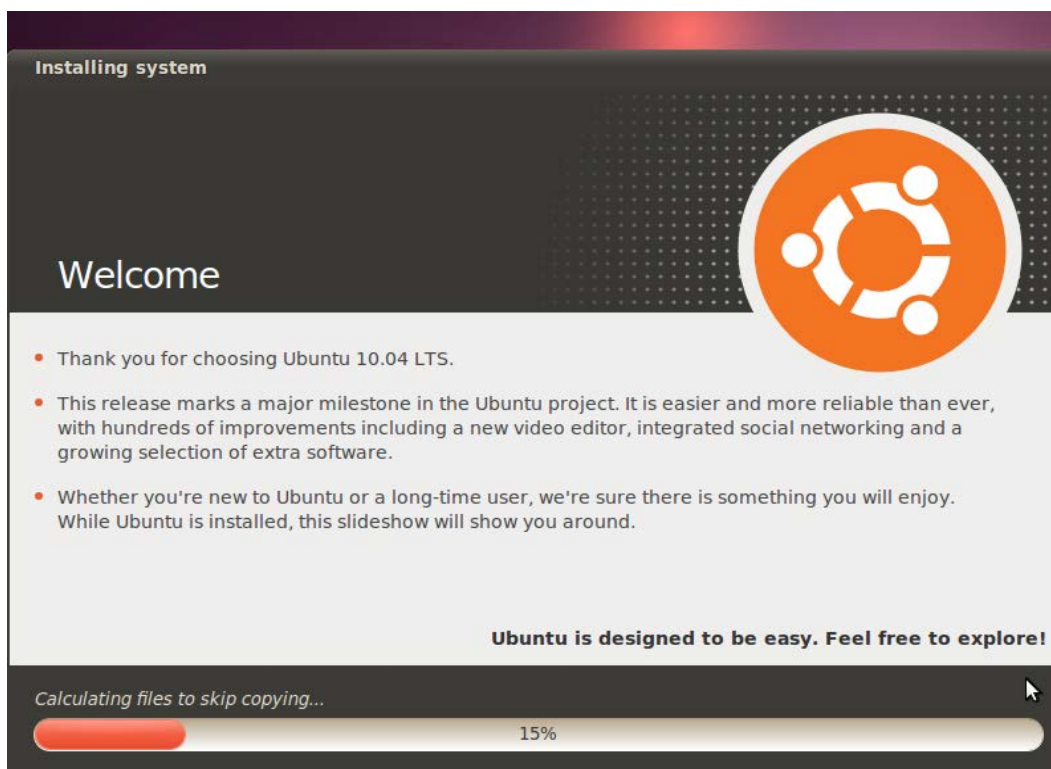 Installing system
Welcome
Thank you for choosing Ubuntu 10.04 LTS.
This release marks a major milestone in the Ubuntu project. It is easier and more reliable than ever,
with hundreds of improvements including a new video editor, integrated social networking and a
growing selection of extra software.
Whether you're new to Ubuntu or a long-time user, we're sure there is something you will enjoy.
While Ubuntu is installed, this slideshow will show you around.
Ubuntu is designed to be easy. Feel free to explore!
Calculating files to skip copying...
15%